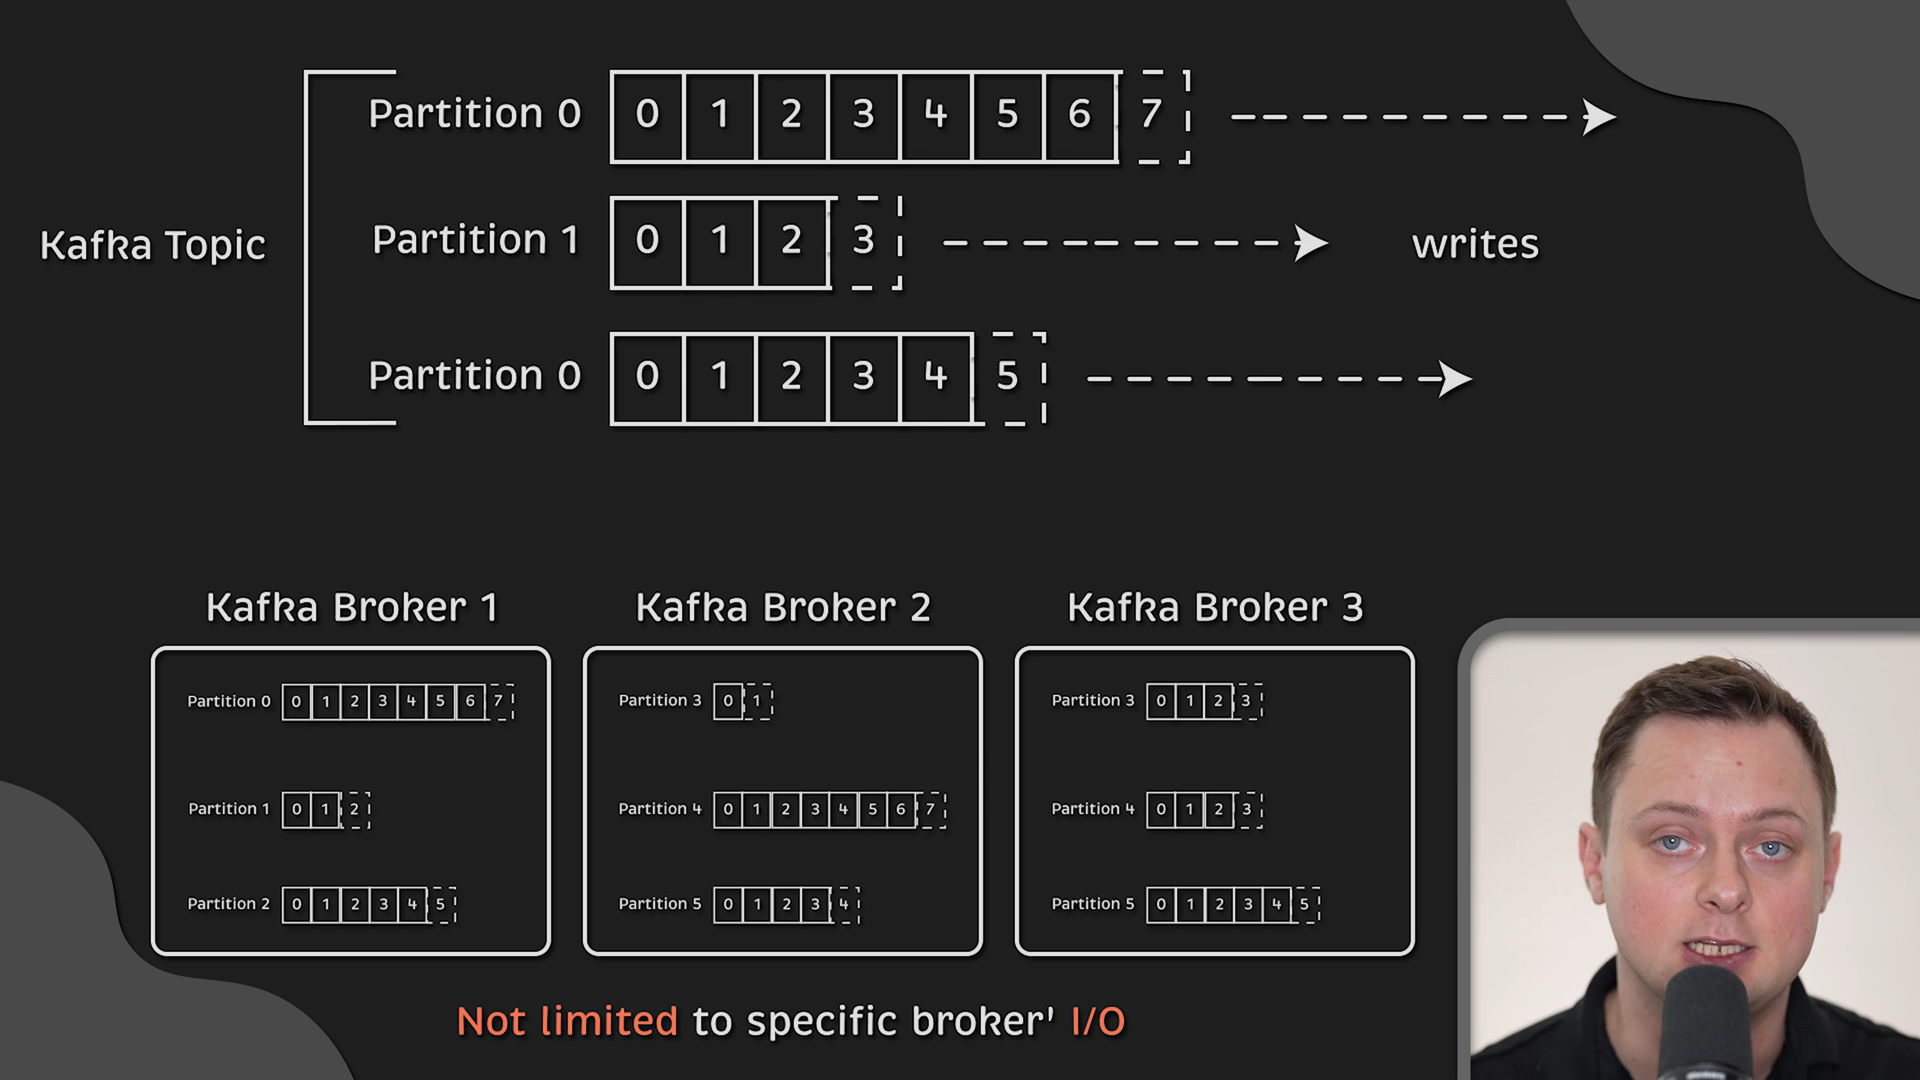 Partition 0 0 1 2 3 4 5 6 7
Kafka Topic Partition 1 0 1 2 3 writes
Partition 0 0 1 2 3 4 5
Kafka Broker 1 Kafka Broker 2 Kafka Broker 3
Partition 0 0 1 2 3 4 5 6 7
Partition 1 0 1 2
Partition 2 0 1 2 3 4 5
Partition 3 0 1
Partition 4 0 1 2 3 4 5 6 7
Partition 5 0 1 2 3 4
Partition 3 0 1 2 3
Partition 4 0 1 2 3
Partition 5 0 1 2 3 4 5
Not limited to specific broker' I/O